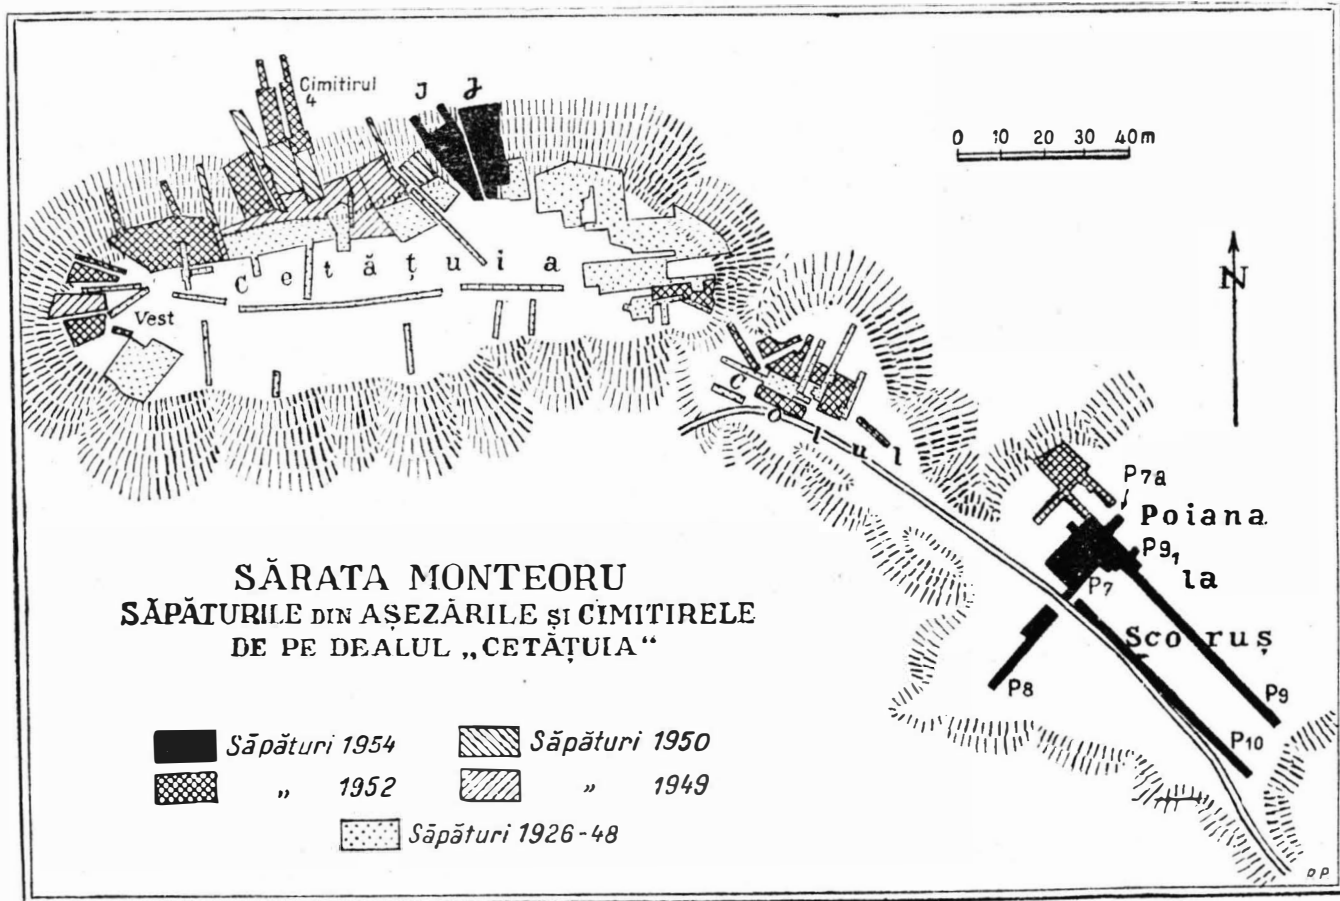 Cimitirul
4
J J
Cetățuia
Vest
0 10 20 30 40m
N
Colul
P7a
Poiana
P9₁
la
P7
Scoruș
P8
P9
P10
SĂRATA MONTEORU
SĂPĂTURILE DIN AȘEZĂRILE ȘI CIMITIRELE
DE PE DEALUL „CETĂȚUIA“
Săpături 1954
Săpături 1950
„ 1952
„ 1949
Săpături 1926-48
D P